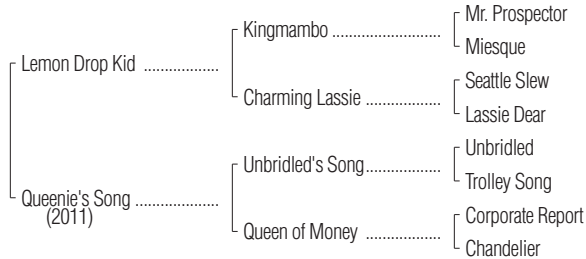 Mr. Prospector
Kingmambo ....................
Miesque
Lemon Drop Kid ...................
Seattle Slew
Charming Lassie ...................
Lassie Dear
Unbridled
Unbridled's Song...................
Trolley Song
Queenie's Song .....................
(2011)
Corporate Report
Queen of Money ...................
Chandelier